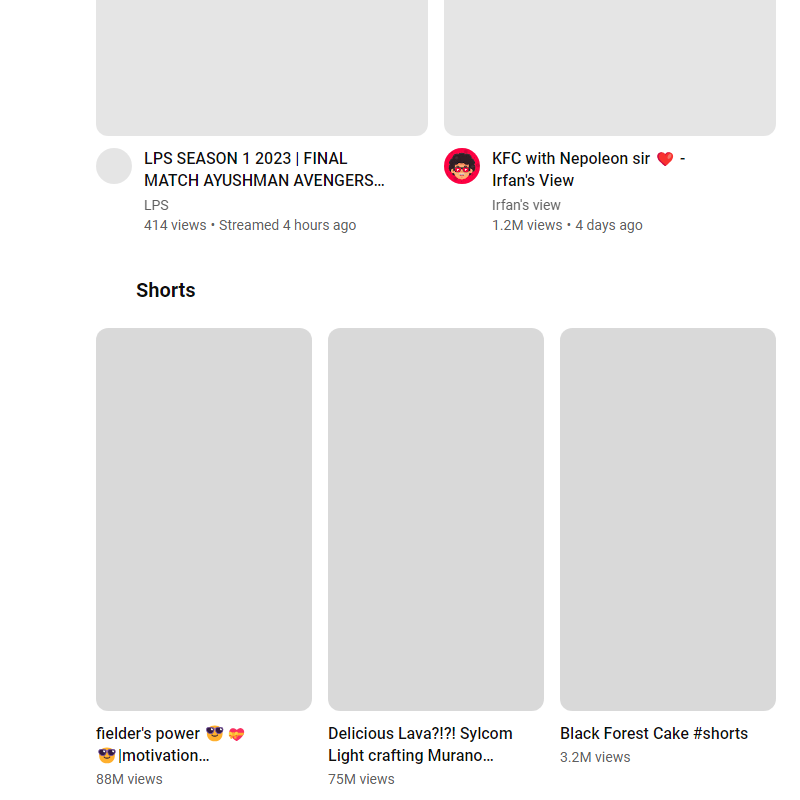 LPS SEASON 1 2023 | FINAL
MATCH AYUSHMAN AVENGERS…
LPS
414 views • Streamed 4 hours ago
KFC with Nepoleon sir ❤️ -
Irfan's View
Irfan's view
1.2M views • 4 days ago
Shorts
fielder's power 😎 💝
😎|motivation…
88M views
Delicious Lava?!?! Sylcom
Light crafting Murano…
75M views
Black Forest Cake #shorts
3.2M views